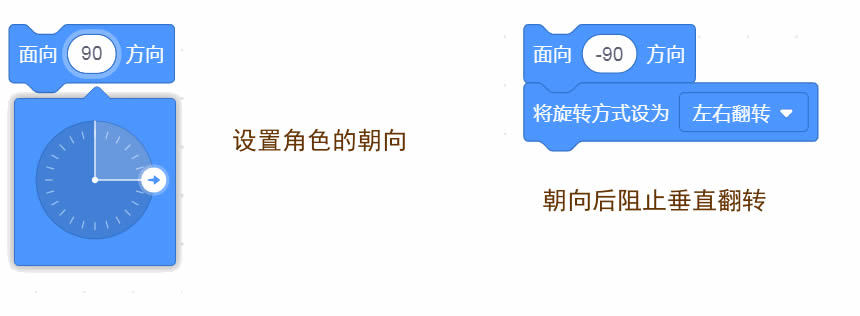 面向 90 方向
设置角色的朝向
面向 -90 方向
将旋转方式设为 左右翻转
朝向后阻止垂直翻转